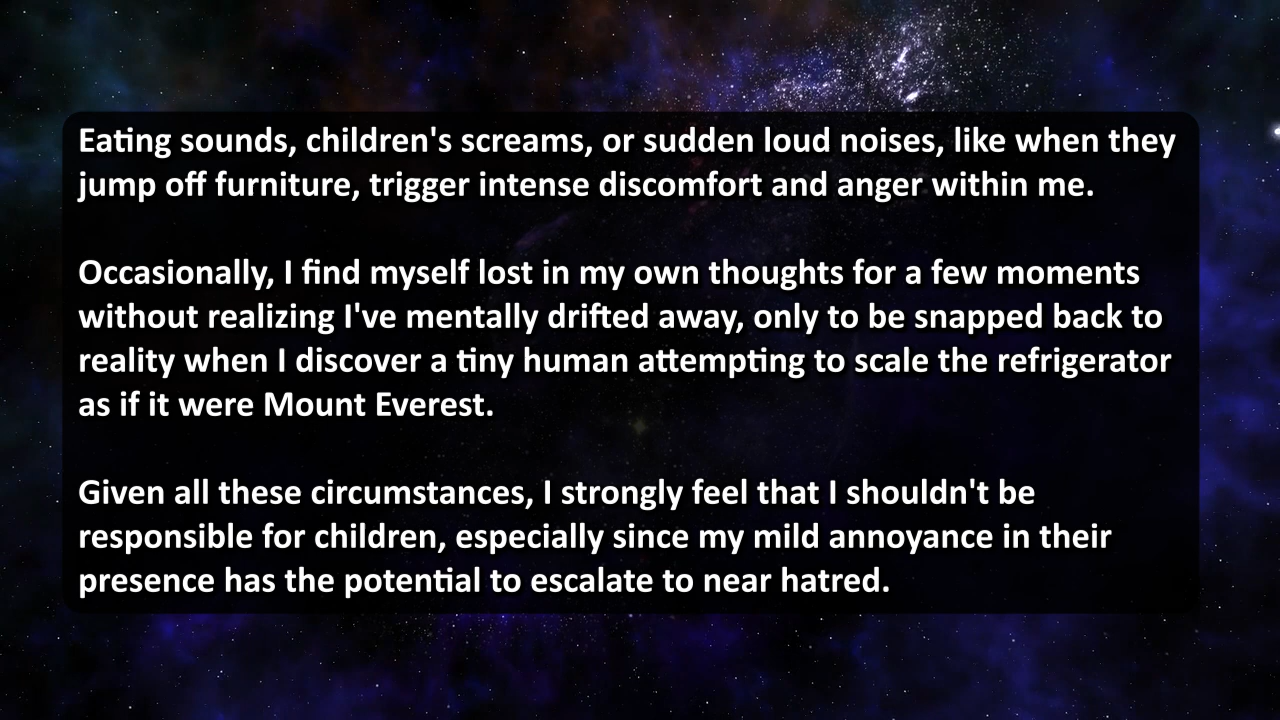 Eating sounds, children's screams, or sudden loud noises, like when they
jump off furniture, trigger intense discomfort and anger within me.
Occasionally, I find myself lost in my own thoughts for a few moments
without realizing I've mentally drifted away, only to be snapped back to
reality when I discover a tiny human attempting to scale the refrigerator
as if it were Mount Everest.
Given all these circumstances, I strongly feel that I shouldn't be
responsible for children, especially since my mild annoyance in their
presence has the potential to escalate to near hatred.